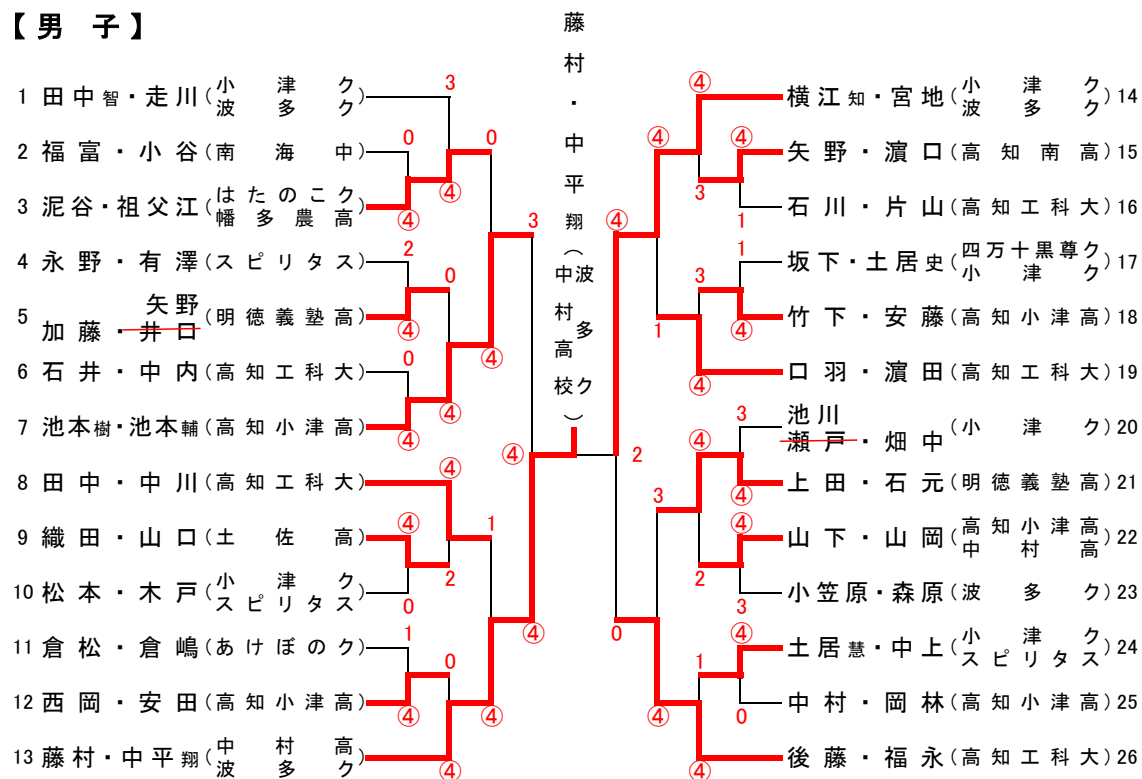 【男子】
藤村・中平翔(中村高校 波多ク)
1 田中智・走川(小津ク 波多ク)
2 福富・小谷(南海中)
3 泥谷・祖父江(はたのこク 幡多農高)
4 永野・有澤(スピリタス)
矢野
5 加藤・井口(明徳義塾高)
6 石井・中内(高知工科大)
7 池本樹・池本輔(高知小津高)
8 田中・中川(高知工科大)
9 織田・山口(土佐高)
10 松本・木戸(小津ク スピリタス)
11 倉松・倉嶋(あけぼのク)
12 西岡・安田(高知小津高)
13 藤村・中平翔(中村高 波多ク)
3
0
④
④
0
2
④
0
④
0
④
④
④
3
④
④
0
2
1
1
④
0
④
④
④
④
④
2
横江知・宮地(小津ク 波多ク)14
矢野・濵口(高知南高)15
石川・片山(高知工科大)16
坂下・土居史(四万十黒尊ク 小津ク)17
竹下・安藤(高知小津高)18
口羽・濵田(高知工科大)19
池川
瀬戸・畑中(小津ク)20
上田・石元(明徳義塾高)21
山下・山岡(高知小津高 中村高)22
小笠原・森原(波多ク)23
土居慧・中上(小津ク スピリタス)24
中村・岡林(高知小津高)25
後藤・福永(高知工科大)26
④
④
1
3
④
1
④
3
④
1
④
3
④
④
④
3
2
3
0
④
0
1
④
④